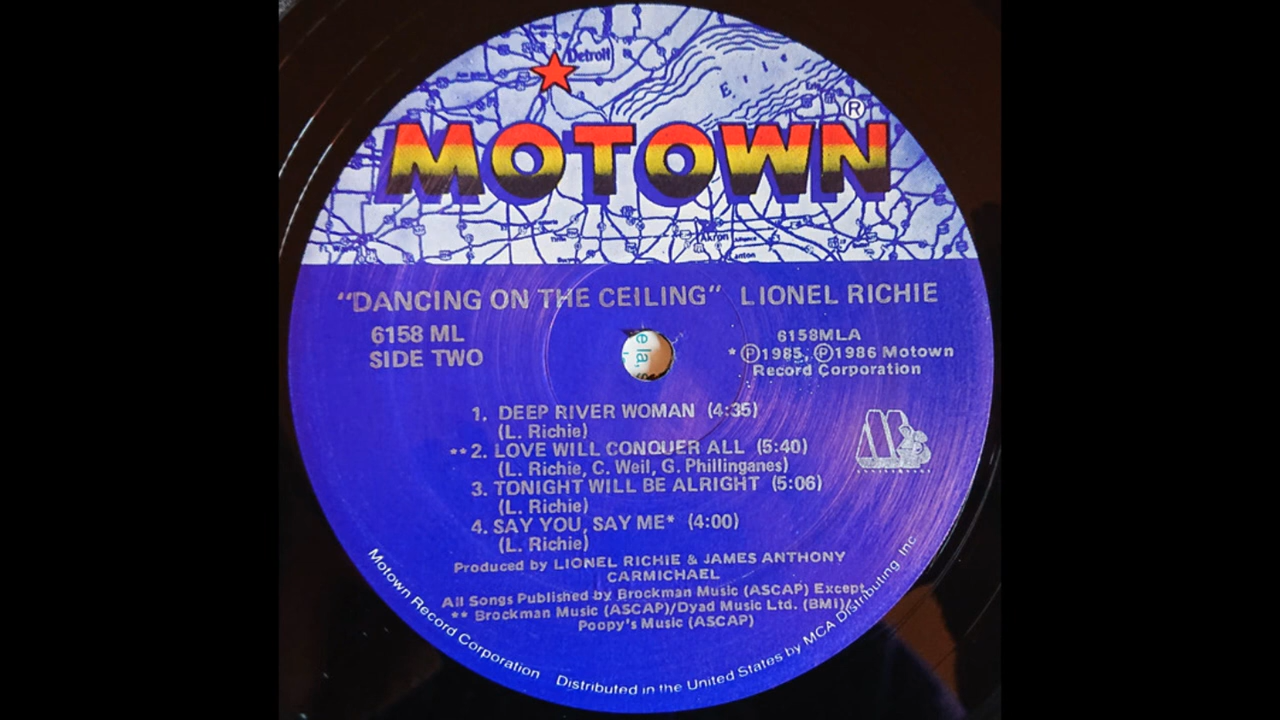 Detroit
E r i e
MOTOWN®
Akron
"DANCING ON THE CEILING" LIONEL RICHIE
6158 ML
SIDE TWO
6158MLA
* ℗1985, ℗1986 Motown
Record Corporation
e la,
1. DEEP RIVER WOMAN (4:35)
(L. Richie)
**2. LOVE WILL CONQUER ALL (5:40)
(L. Richie, C. Weil, G. Phillinganes)
3. TONIGHT WILL BE ALRIGHT (5:06)
(L. Richie)
4. SAY YOU, SAY ME* (4:00)
(L. Richie)
M
ANNIVERSARY
Produced by LIONEL RICHIE & JAMES ANTHONY
CARMICHAEL
All Songs Published by Brockman Music (ASCAP) Except
** Brockman Music (ASCAP)/Dyad Music Ltd. (BMI)/
Poopy's Music (ASCAP)
Motown Record Corporation Distributed in the United States by MCA Distributing Inc